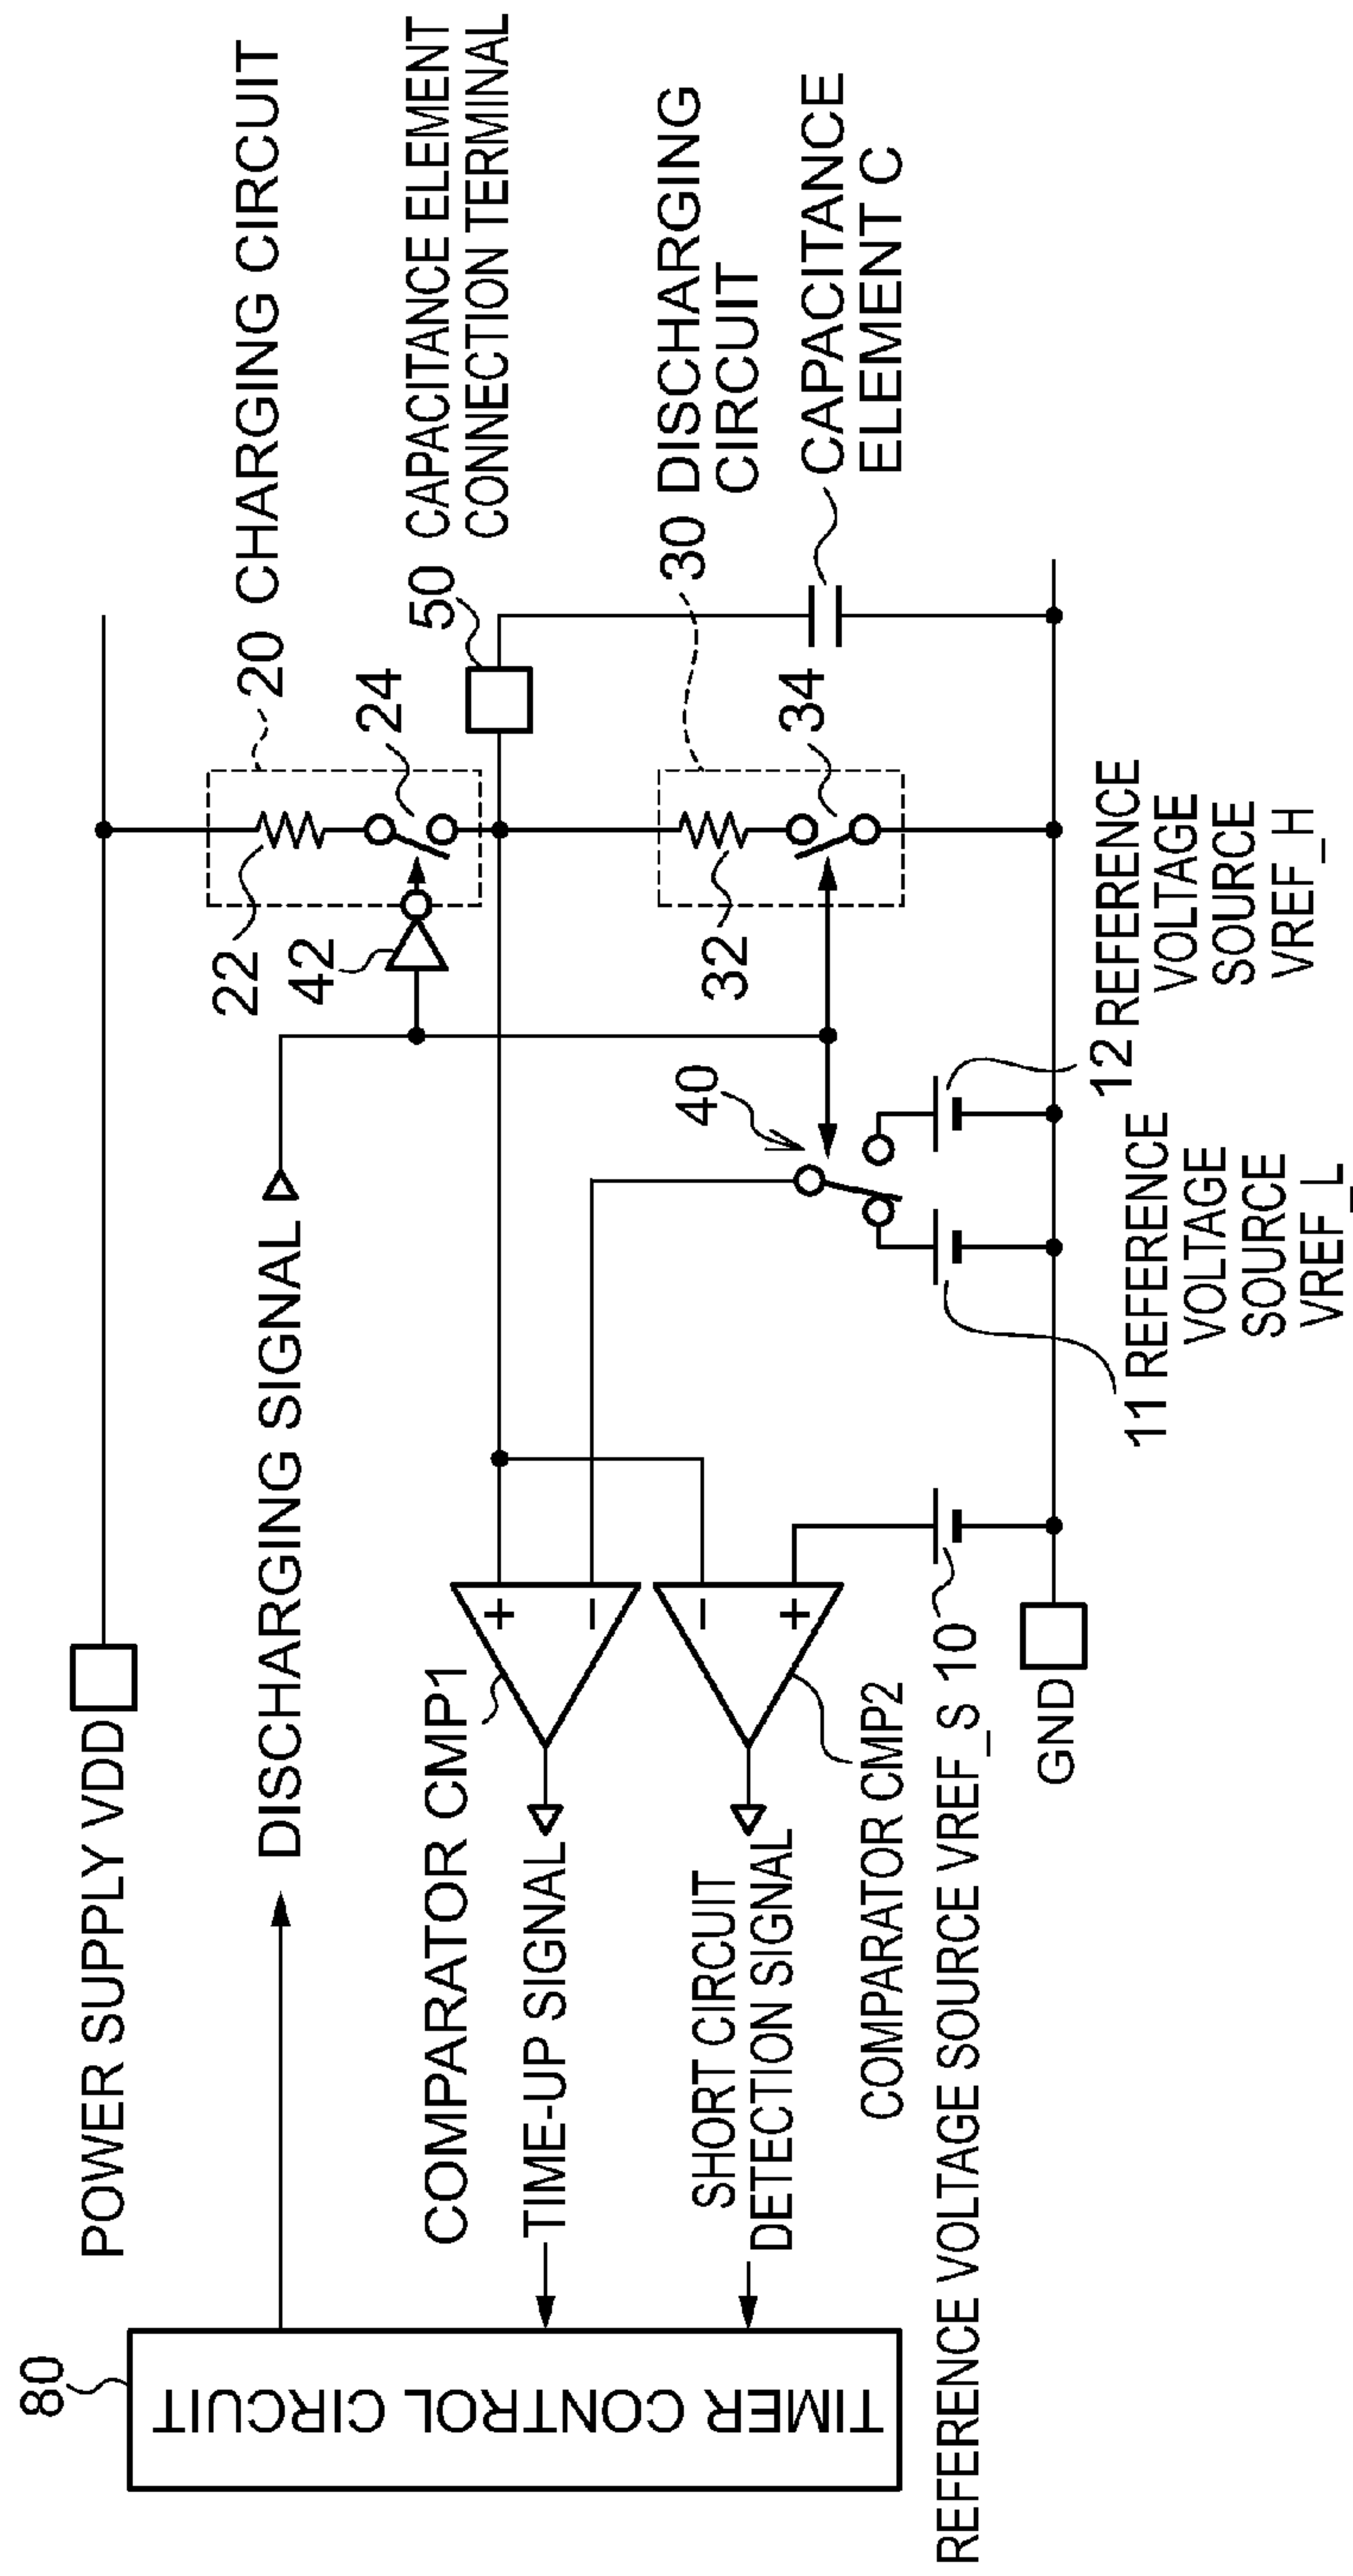 80
TIMER CONTROL CIRCUIT
POWER SUPPLY VDD
DISCHARGING SIGNAL
COMPARATOR CMP1
TIME-UP SIGNAL
SHORT CIRCUIT
DETECTION SIGNAL
COMPARATOR CMP2
REFERENCE VOLTAGE SOURCE VREF_S 10
GND
+
−
−
+
11 REFERENCE
VOLTAGE
SOURCE
VREF_L
12 REFERENCE
VOLTAGE
SOURCE
VREF_H
40
42
22
24
32
34
20 CHARGING CIRCUIT
50 CAPACITANCE ELEMENT
CONNECTION TERMINAL
30 DISCHARGING
CIRCUIT
CAPACITANCE
ELEMENT C